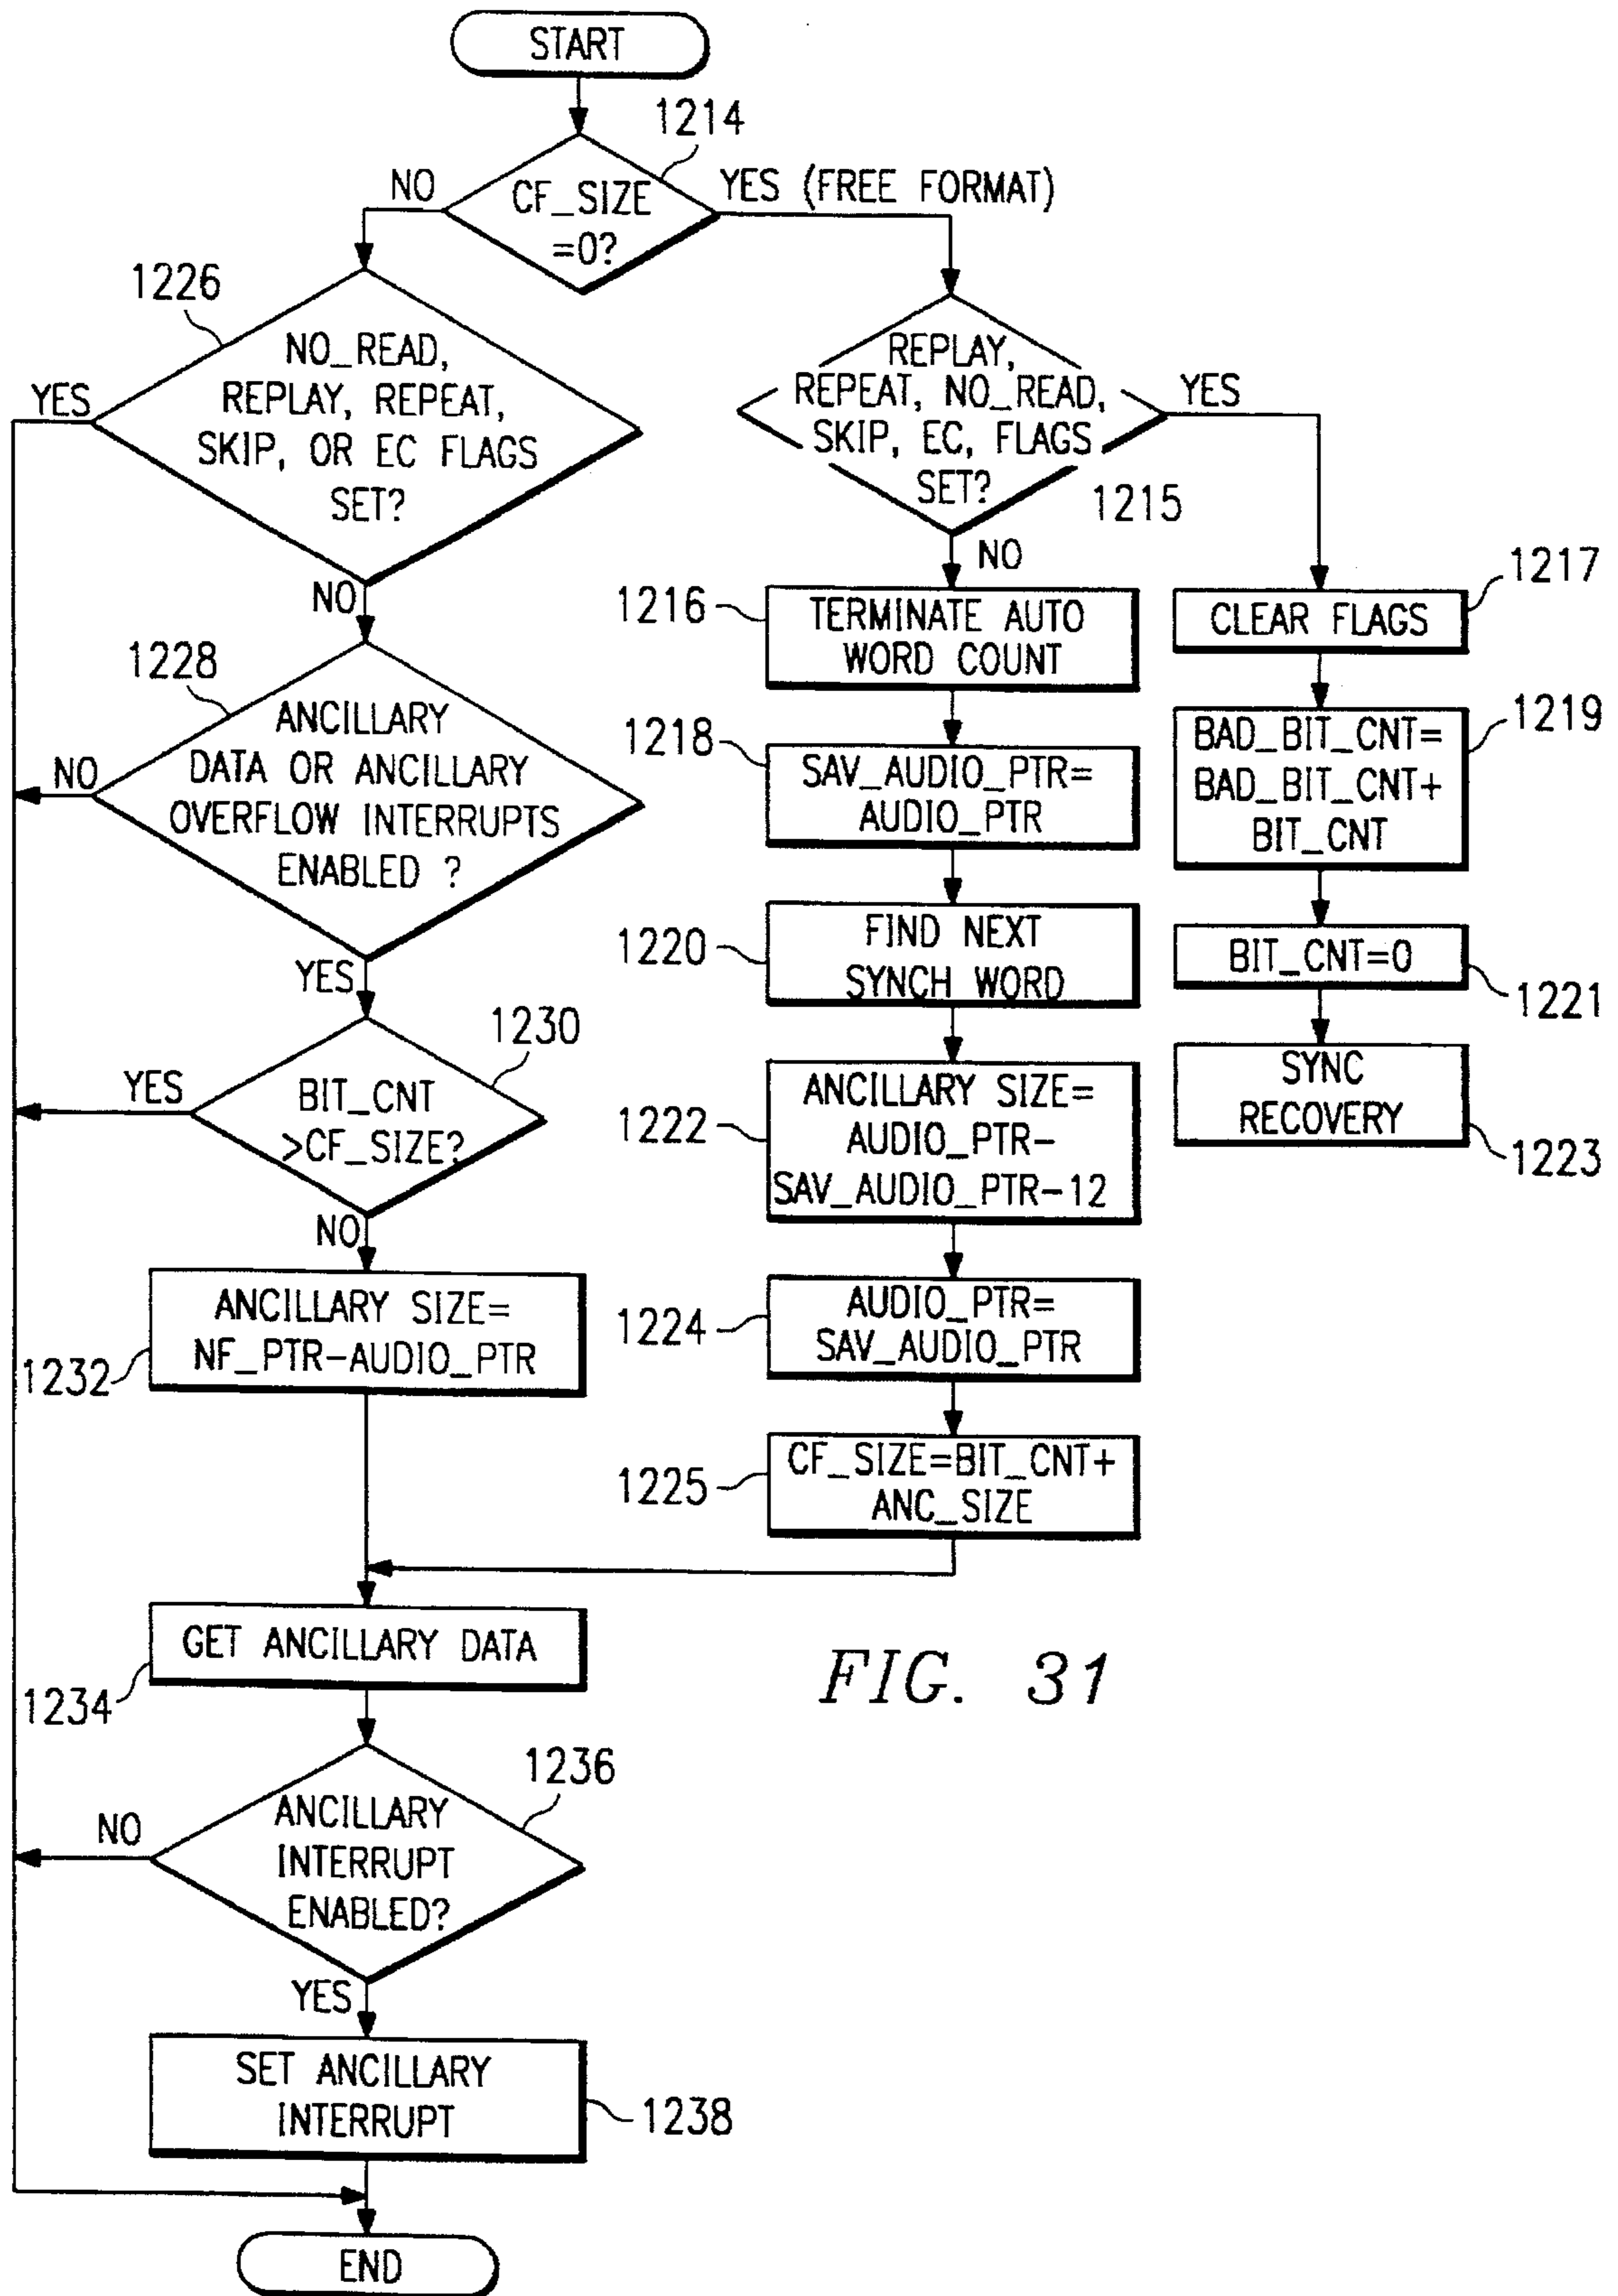 START
1214
NO
CF_SIZE
=0?
YES (FREE FORMAT)
1226
NO_READ,
REPLAY, REPEAT,
SKIP, OR EC FLAGS
SET?
YES
NO
REPLAY,
REPEAT, NO_READ,
SKIP, EC, FLAGS
SET?
YES
1215
NO
1216
TERMINATE AUTO
WORD COUNT
1217
CLEAR FLAGS
1228
ANCILLARY
DATA OR ANCILLARY
OVERFLOW INTERRUPTS
ENABLED ?
NO
YES
1218
SAV_AUDIO_PTR=
AUDIO_PTR
1219
BAD_BIT_CNT=
BAD_BIT_CNT+
BIT_CNT
1220
FIND NEXT
SYNCH WORD
BIT_CNT=0
1221
1230
YES
BIT_CNT
>CF_SIZE?
NO
1222
ANCILLARY SIZE=
AUDIO_PTR-
SAV_AUDIO_PTR-12
SYNC
RECOVERY
1223
ANCILLARY SIZE=
NF_PTR-AUDIO_PTR
1232
1224
AUDIO_PTR=
SAV_AUDIO_PTR
1225
CF_SIZE=BIT_CNT+
ANC_SIZE
GET ANCILLARY DATA
1234
FIG. 31
1236
NO
ANCILLARY
INTERRUPT
ENABLED?
YES
SET ANCILLARY
INTERRUPT
1238
END